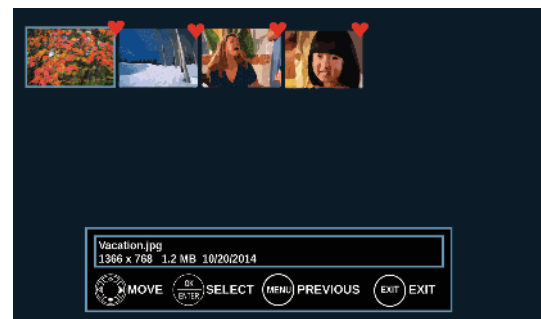 Vacation.jpg
1366 x 768 1.2 MB 10/20/2014
MOVE OK ENTER SELECT MENU PREVIOUS EXIT EXIT